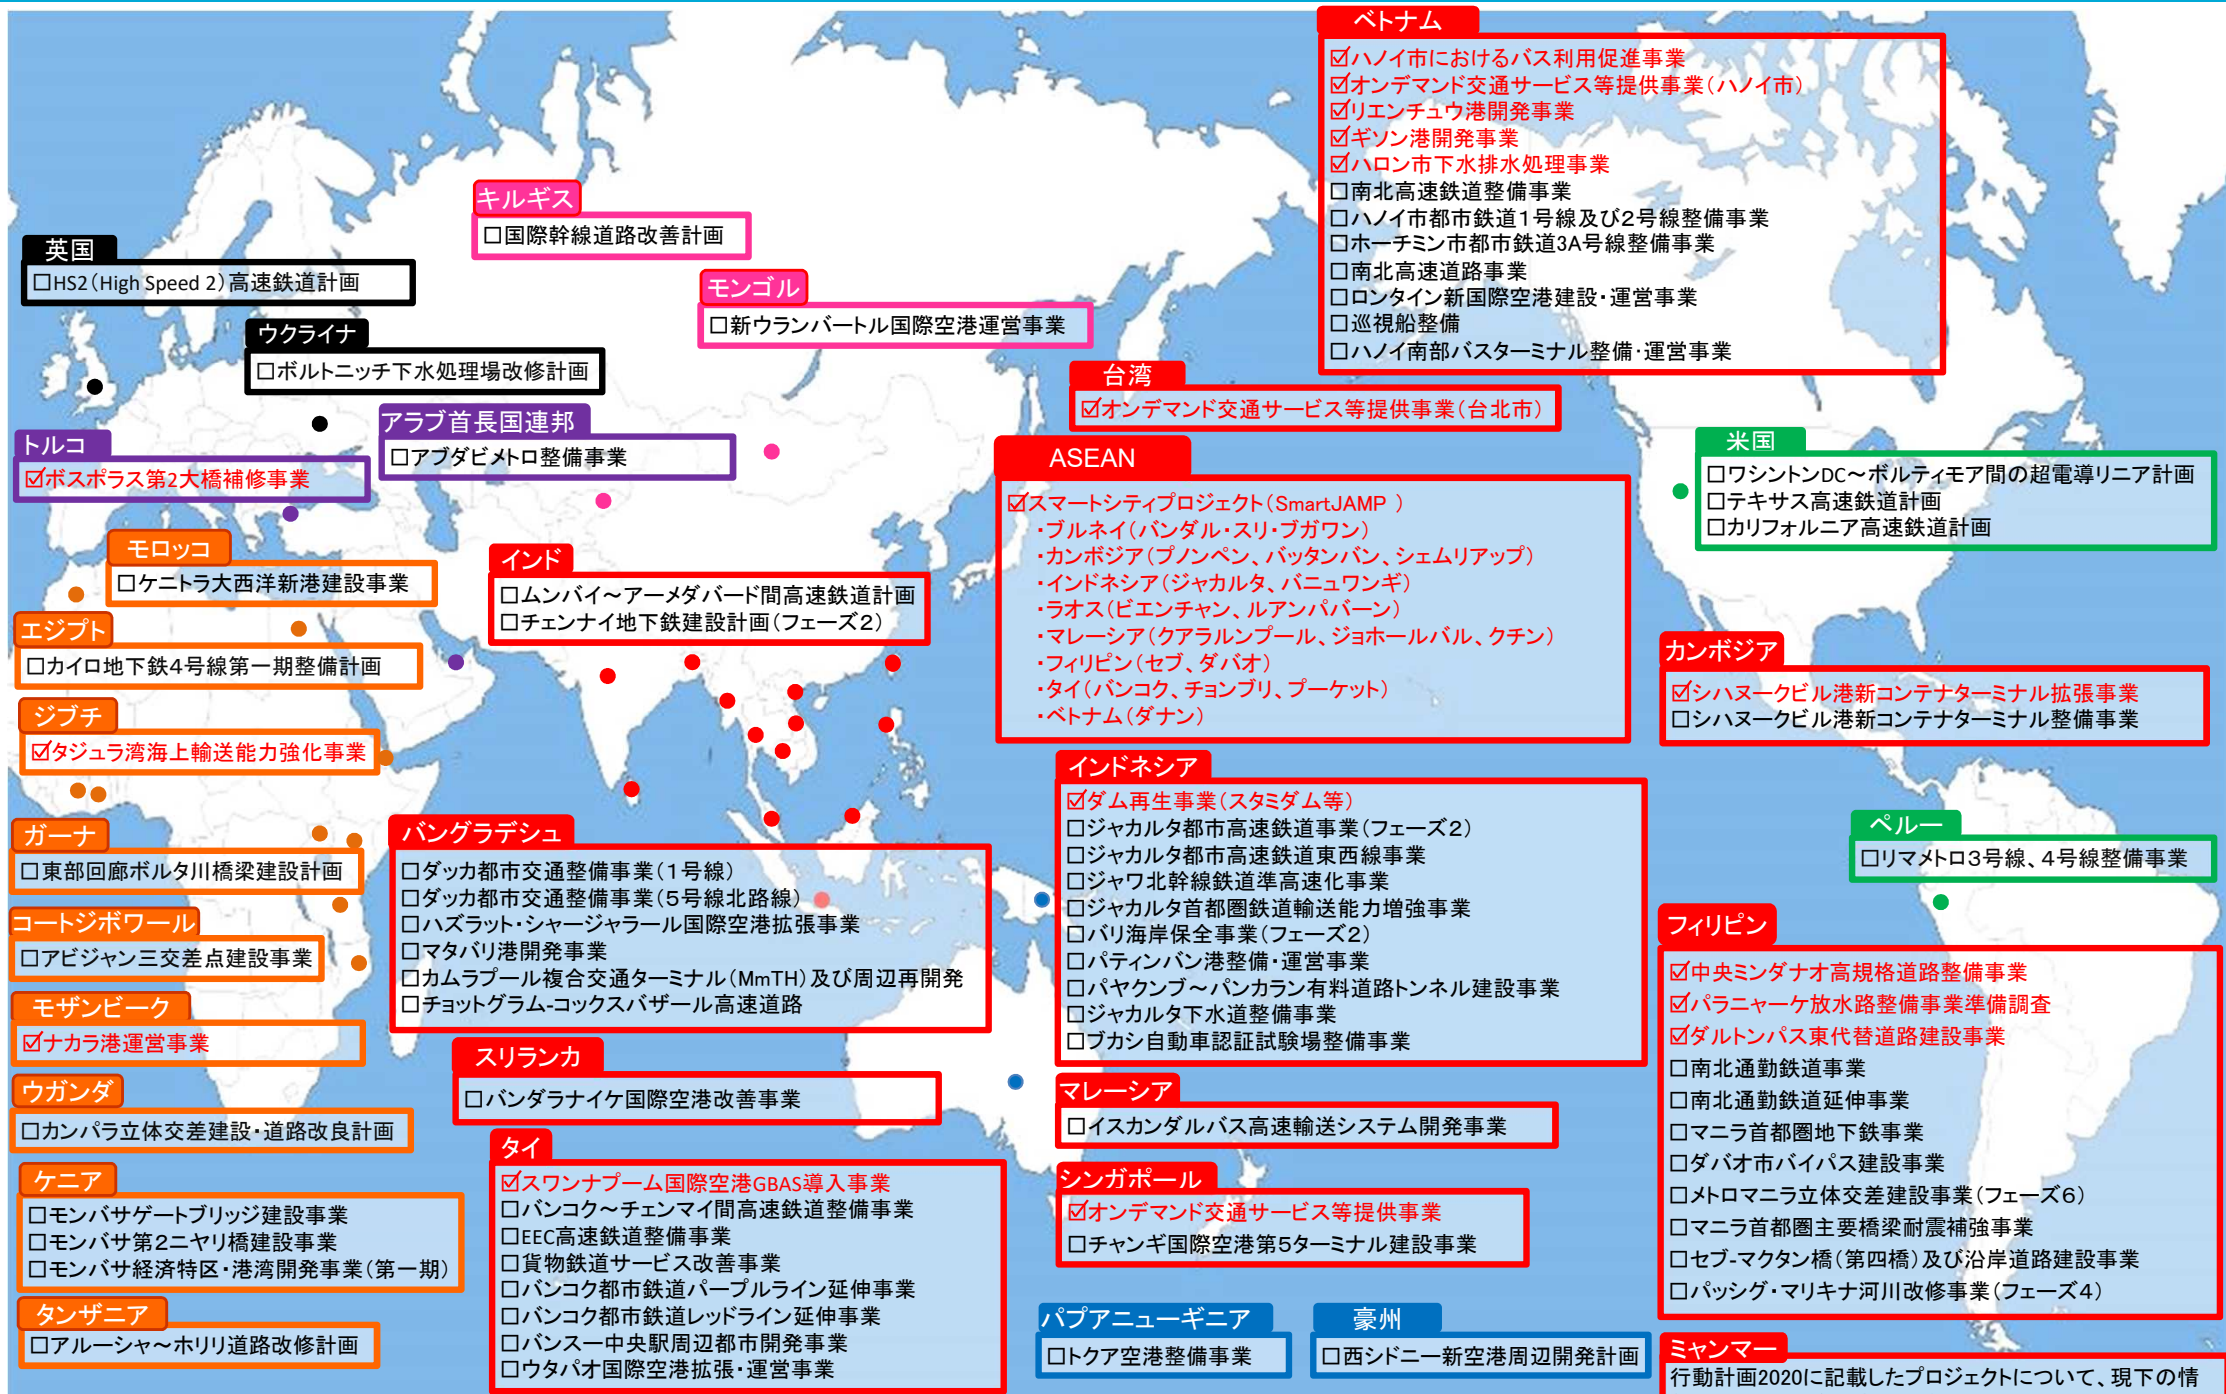 ベトナム
☑ハノイ市におけるバス利用促進事業
☑オンデマンド交通サービス等提供事業(ハノイ市)
☑リエンチュウ港開発事業
☑ギソン港開発事業
☑ハロン市下水排水処理事業
□南北高速鉄道整備事業
□ハノイ市都市鉄道1号線及び2号線整備事業
□ホーチミン市都市鉄道3A号線整備事業
□南北高速道路事業
□ロンタイン新国際空港建設・運営事業
□巡視船整備
□ハノイ南部バスターミナル整備・運営事業
キルギス
□国際幹線道路改善計画
英国
□HS2(High Speed 2)高速鉄道計画
モンゴル
□新ウランバートル国際空港運営事業
ウクライナ
□ボルトニッチ下水処理場改修計画
台湾
☑オンデマンド交通サービス等提供事業(台北市)
アラブ首長国連邦
□アブダビメトロ整備事業
トルコ
☑ボスポラス第2大橋補修事業
ASEAN
☑スマートシティプロジェクト(SmartJAMP )
・ブルネイ(バンダル・スリ・ブガワン)
・カンボジア(プノンペン、バッタンバン、シェムリアップ)
・インドネシア(ジャカルタ、バニュワンギ)
・ラオス(ビエンチャン、ルアンパバーン)
・マレーシア(クアラルンプール、ジョホールバル、クチン)
・フィリピン(セブ、ダバオ)
・タイ(バンコク、チョンブリ、プーケット)
・ベトナム(ダナン)
米国
□ワシントンDC～ボルティモア間の超電導リニア計画
□テキサス高速鉄道計画
□カリフォルニア高速鉄道計画
モロッコ
□ケニトラ大西洋新港建設事業
インド
□ムンバイ～アーメダバード間高速鉄道計画
□チェンナイ地下鉄建設計画(フェーズ2)
エジプト
□カイロ地下鉄4号線第一期整備計画
カンボジア
☑シハヌークビル港新コンテナターミナル拡張事業
□シハヌークビル港新コンテナターミナル整備事業
ジブチ
☑タジュラ湾海上輸送能力強化事業
インドネシア
☑ダム再生事業(スタミダム等)
□ジャカルタ都市高速鉄道事業(フェーズ2)
□ジャカルタ都市高速鉄道東西線事業
□ジャワ北幹線鉄道準高速化事業
□ジャカルタ首都圏鉄道輸送能力増強事業
□バリ海岸保全事業(フェーズ2)
□パティンバン港整備・運営事業
□パヤクンブ～パンカラン有料道路トンネル建設事業
□ジャカルタ下水道整備事業
□ブカシ自動車認証試験場整備事業
ガーナ
□東部回廊ボルタ川橋梁建設計画
バングラデシュ
□ダッカ都市交通整備事業(1号線)
□ダッカ都市交通整備事業(5号線北路線)
□ハズラット・シャージャラール国際空港拡張事業
□マタバリ港開発事業
□カムラプール複合交通ターミナル(MmTH)及び周辺再開発
□チョットグラム-コックスバザール高速道路
ペルー
□リマメトロ3号線、4号線整備事業
コートジボワール
□アビジャン三交差点建設事業
フィリピン
☑中央ミンダナオ高規格道路整備事業
☑パラニャーケ放水路整備事業準備調査
☑ダルトンパス東代替道路建設事業
□南北通勤鉄道事業
□南北通勤鉄道延伸事業
□マニラ首都圏地下鉄事業
□ダバオ市バイパス建設事業
□メトロマニラ立体交差建設事業(フェーズ6)
□マニラ首都圏主要橋梁耐震補強事業
□セブ-マクタン橋(第四橋)及び沿岸道路建設事業
□パッシグ・マリキナ河川改修事業(フェーズ4)
モザンビーク
☑ナカラ港運営事業
スリランカ
□バンダラナイケ国際空港改善事業
ウガンダ
□カンパラ立体交差建設・道路改良計画
マレーシア
□イスカンダルバス高速輸送システム開発事業
タイ
☑スワンナプーム国際空港GBAS導入事業
□バンコク～チェンマイ間高速鉄道整備事業
□EEC高速鉄道整備事業
□貨物鉄道サービス改善事業
□バンコク都市鉄道パープルライン延伸事業
□バンコク都市鉄道レッドライン延伸事業
□バンスー中央駅周辺都市開発事業
□ウタパオ国際空港拡張・運営事業
シンガポール
☑オンデマンド交通サービス等提供事業
□チャンギ国際空港第5ターミナル建設事業
ケニア
□モンバサゲートブリッジ建設事業
□モンバサ第2ニヤリ橋建設事業
□モンバサ経済特区・港湾開発事業(第一期)
タンザニア
□アルーシャ～ホリリ道路改修計画
パプアニューギニア
□トクア空港整備事業
豪州
□西シドニー新空港周辺開発計画
ミャンマー
行動計画2020に記載したプロジェクトについて、現下の情